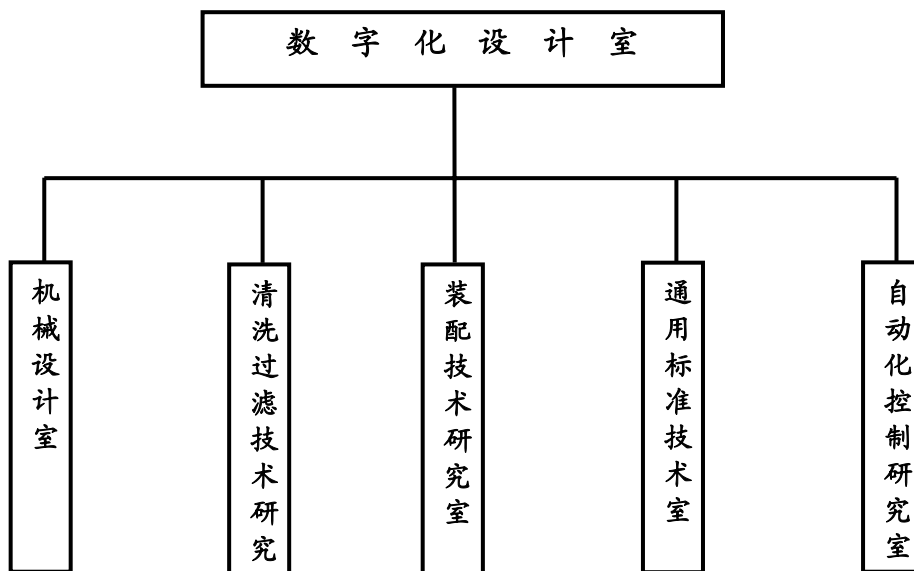 数字化设计室
机械设计室
清洗过滤技术研究
装配技术研究室
通用标准技术室
自动化控制研究室